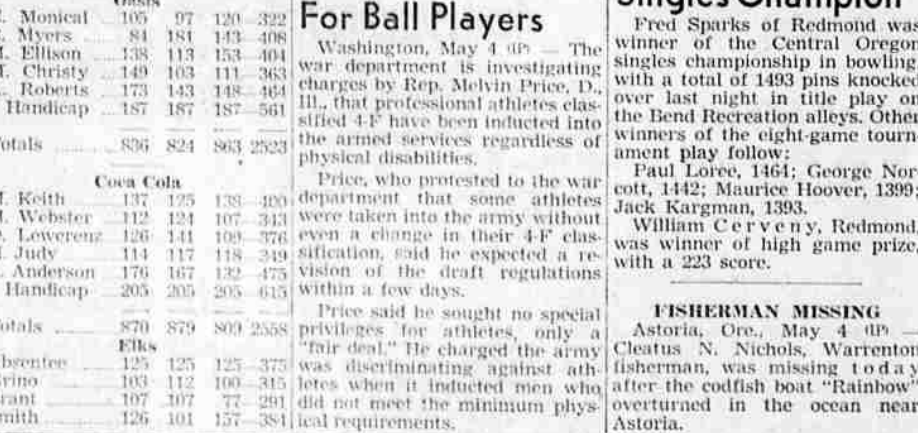 Oasis
Monical 105 97 120—322
Myers 84 181 143—408
Ellison 138 113 153—404
Christy 149 103 111—363
Roberts 173 143 148—464
Handicap 187 187 187—561
836 824 863 2523
Coca Cola
Keith 137 125 138—400
Webster 112 124 107—343
Lewerenz 126 141 109—376
Judy 114 117 118—349
Anderson 176 167 132—475
Handicap 205 205 205—615
870 879 809 2558
Elks
125 125 125—375
103 112 100—315
107 107 77—291
126 101 157—384
For Ball Players
Washington, May 4 (UP) — The
war department is investigating
charges by Rep. Melvin Price, D.,
Ill., that professional athletes clas-
sified 4-F have been inducted into
the armed services regardless of
physical disabilities.
Price, who protested to the war
department that some athletes
were taken into the army without
even a change in their 4-F clas-
sification, said he expected a re-
vision of the draft regulations
within a few days.
Price said he sought no special
privileges for athletes, only a
"fair deal." He charged the army
was discriminating against ath-
letes when it inducted men who
did not meet the minimum phys-
ical requirements.
Singles Champion
Fred Sparks of Redmond was
winner of the Central Oregon
singles championship in bowling,
with a total of 1493 pins knocked
over last night in title play on
the Bend Recreation alleys. Other
winners of the eight-game tourn-
ament play follow:
Paul Loree, 1464; George Nor-
cott, 1442; Maurice Hoover, 1399;
Jack Kargman, 1393.
William Cerveny, Redmond,
was winner of high game prize,
with a 223 score.
FISHERMAN MISSING
Astoria, Ore., May 4 (UP) —
Cleatus N. Nichols, Warrenton
fisherman, was missing today
after the codfish boat "Rainbow"
overturned in the ocean near
Astoria.